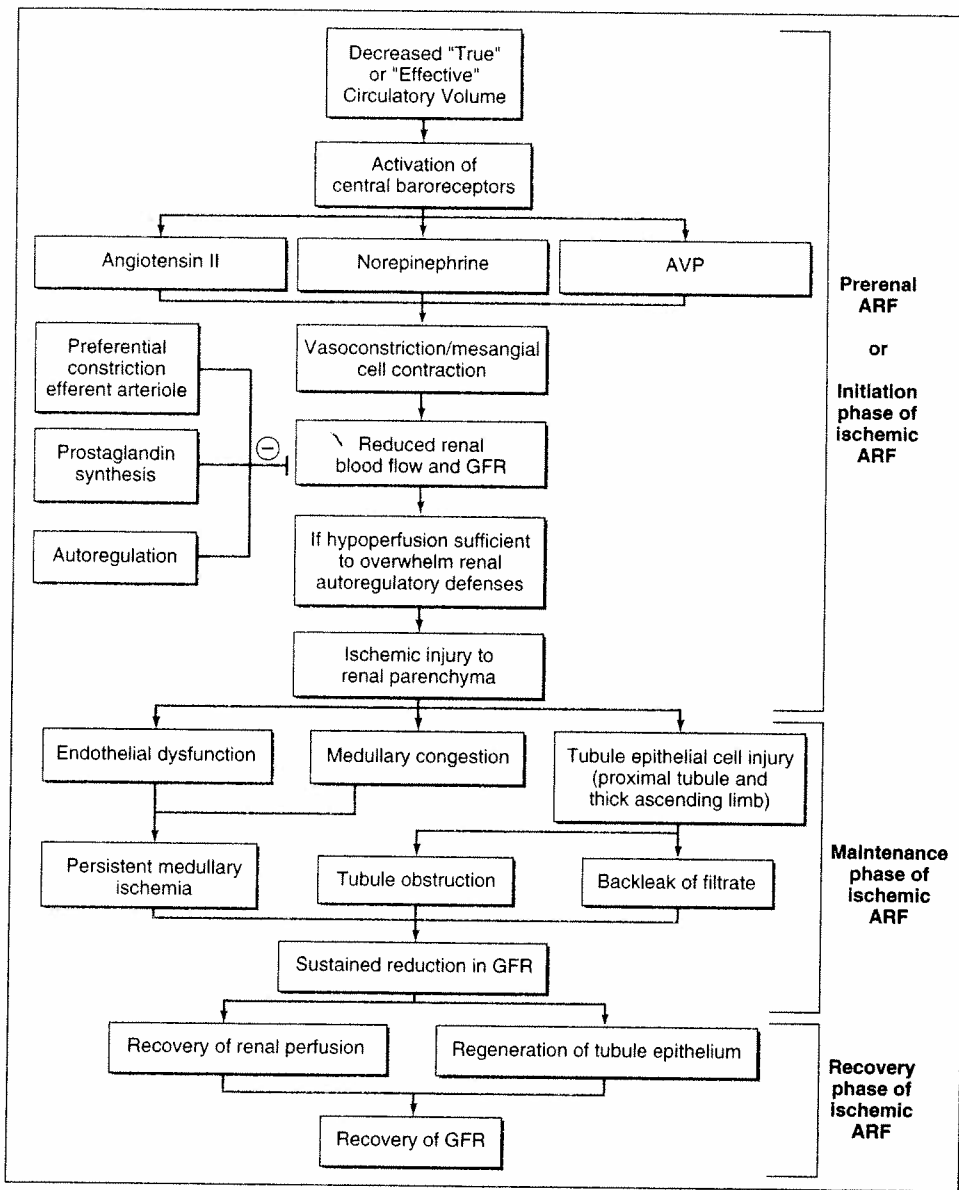 Decreased "True"
or "Effective"
Circulatory Volume
Activation of
central baroreceptors
Angiotensin II
Norepinephrine
AVP
Preferential
constriction
efferent arteriole
Prostaglandin
synthesis
Autoregulation
−
Vasoconstriction/mesangial
cell contraction
Reduced renal
blood flow and GFR
If hypoperfusion sufficient
to overwhelm renal
autoregulatory defenses
Ischemic injury to
renal parenchyma
Prerenal
ARF
or
Initiation
phase of
ischemic
ARF
Endothelial dysfunction
Medullary congestion
Tubule epithelial cell injury
(proximal tubule and
thick ascending limb)
Persistent medullary
ischemia
Tubule obstruction
Backleak of filtrate
Sustained reduction in GFR
Maintenance
phase of
ischemic
ARF
Recovery of renal perfusion
Regeneration of tubule epithelium
Recovery of GFR
Recovery
phase of
ischemic
ARF